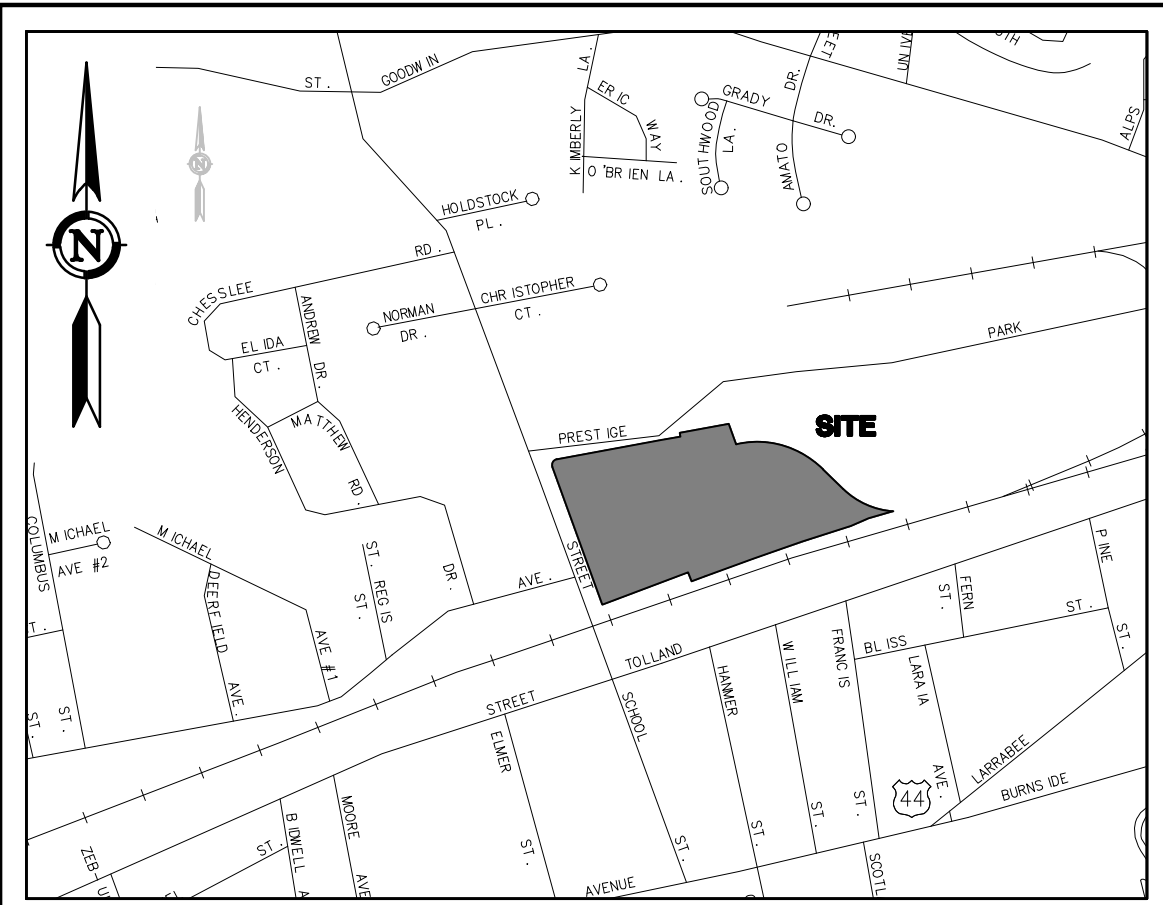 ST. GOODWIN
LA.
KIMBERLY
ERIC
WAY
O'BRIEN LA.
SOUTHWOOD
LA.
GRADY
DR.
AMATO
DR.
ALPS
N
N
HOLDSTOCK
PL.
CHESSLEE
RD.
NORMAN
DR.
CHRISTOPHER
CT.
ANDREW
DR.
ELIDA
CT.
HENDERSON
MATTHEW
RD.
DR.
PARK
PRESTIGE
SITE
STREET
COLUMBUS
ST.
MICHAEL
AVE #2
MICHAEL
AVE #1
DEERFIELD
AVE.
ST. REGIS
ST.
AVE.
ST.
TOLLAND
STREET
SCHOOL
ST.
ELMER
ST.
HANMER
ST.
WILLIAM
ST.
FRANCIS
ST.
FERN
ST.
BLISS
ST.
PINE
ST.
LARAIA
AVE.
LARRABEE
44
BURNSIDE
AVENUE
MOORE
AVE
BIDWELL
ST.
ZEB-